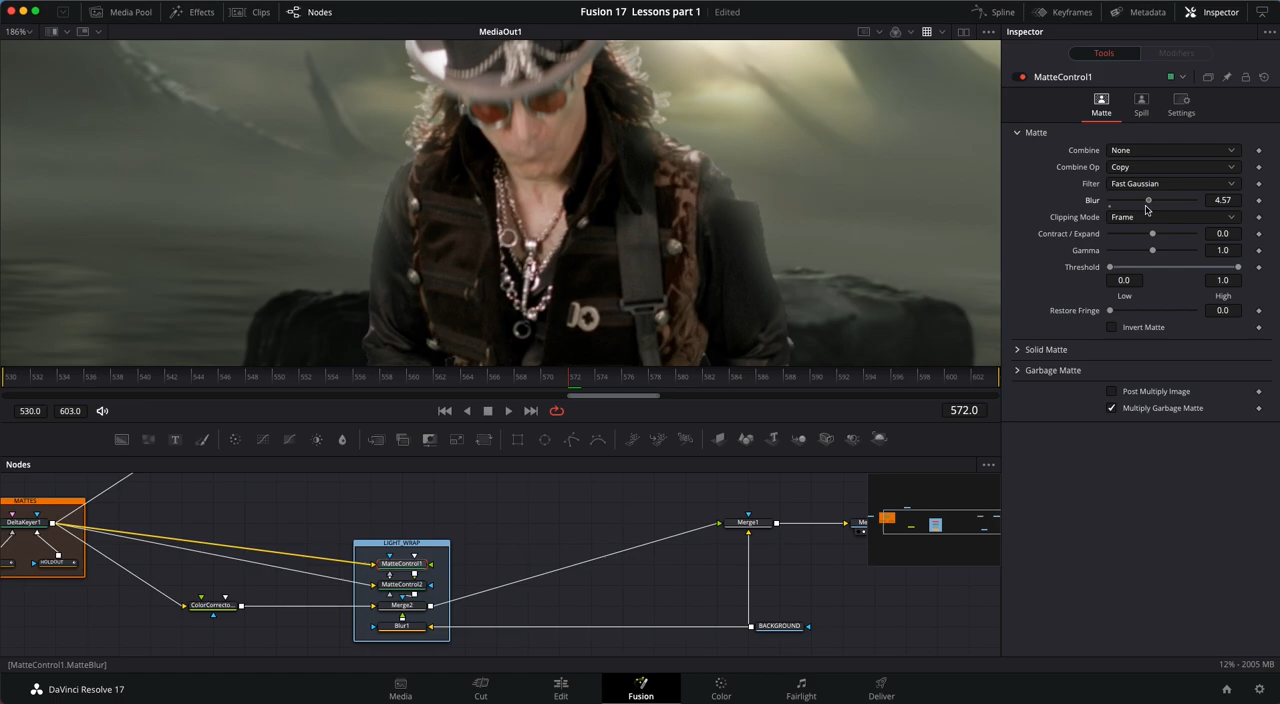 Media Pool Effects Clips Nodes Fusion 17 Lessons part 1 Edited Spline Keyframes Metadata Inspector
186% MediaOut1 Inspector
Tools Modifiers
MatteControl1
Matte Spill Settings
Matte
Combine None
Combine Op Copy
Filter Fast Gaussian
Blur 4.57
Clipping Mode Frame
Contract / Expand 0.0
Gamma 1.0
Threshold
0.0 1.0
Low High
Restore Fringe 0.0
Invert Matte
Solid Matte
Garbage Matte
Post Multiply Image
Multiply Garbage Matte
530 532 534 536 538 540 542 544 546 548 550 552 554 556 558 560 562 564 566 568 570 572 574 576 578 580 582 584 586 588 590 592 594 596 598 600 602
530.0 603.0 572.0
Nodes
MATTES
DeltaKeyer1
HOLDOUT
ColorCorrecto...
LIGHT_WRAP
MatteControl1
MatteControl2
Merge2
Blur1
Merge1
Me
BACKGROUND
[MatteControl1.MatteBlur] 12% - 2005 MB
DaVinci Resolve 17 Media Cut Edit Fusion Color Fairlight Deliver